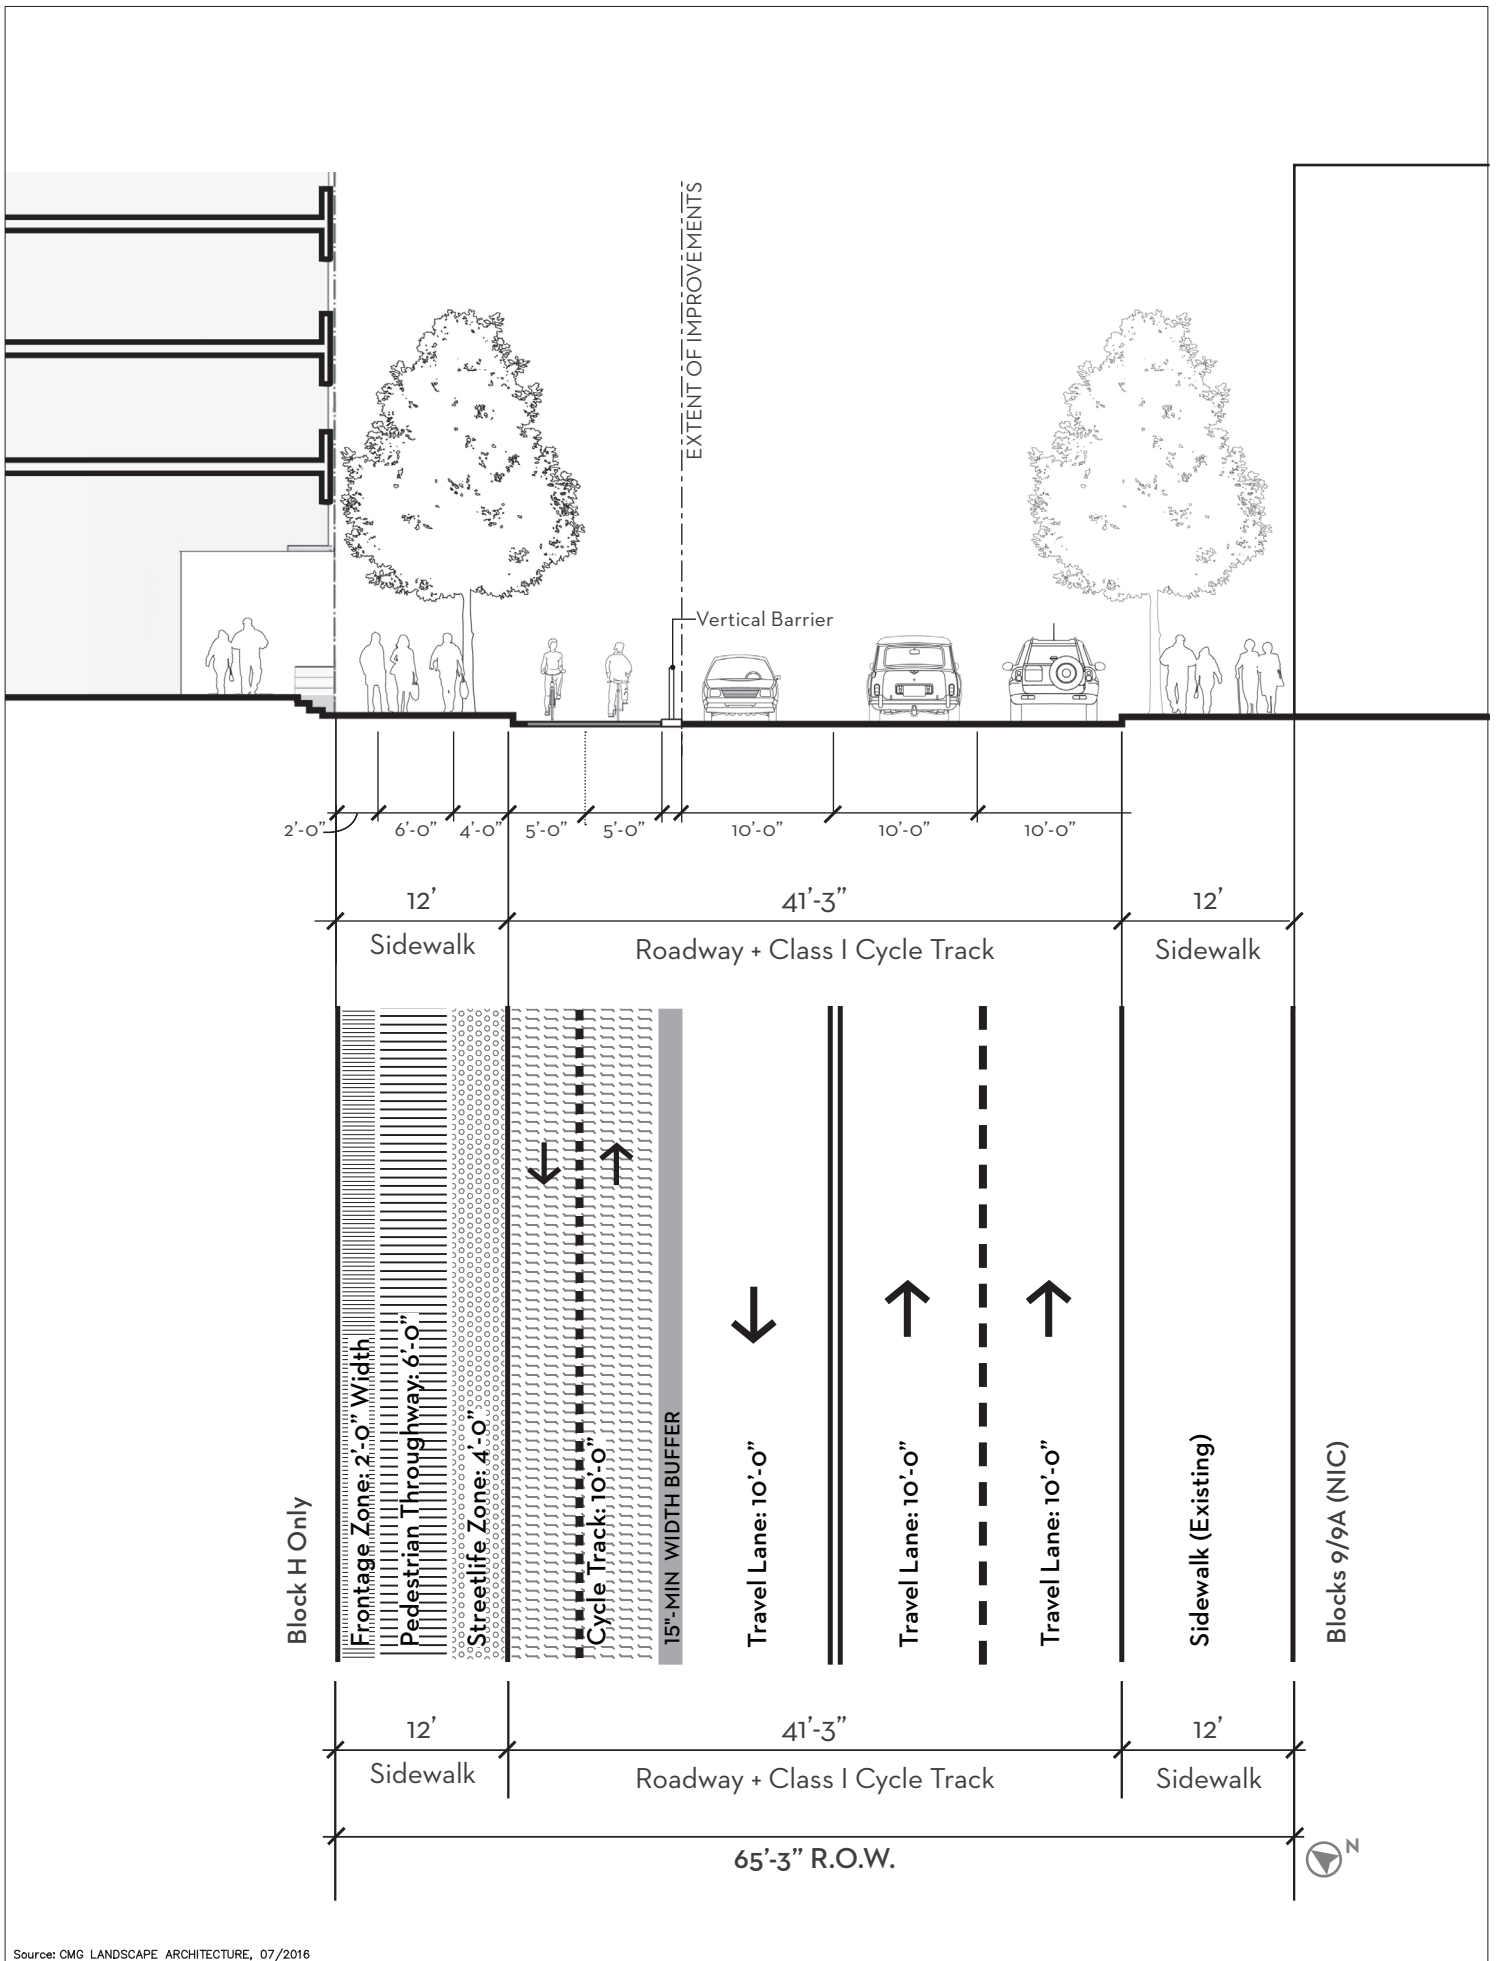 EXTENT OF IMPROVEMENTS
Vertical Barrier
2'-0"
6'-0"
4'-0"
5'-0"
5'-0"
10'-0"
10'-0"
10'-0"
12'
41'-3"
12'
Sidewalk
Roadway + Class I Cycle Track
Sidewalk
Block H Only
Frontage Zone: 2'-0" Width
Pedestrian Throughway: 6'-0"
Streetlife Zone: 4'-0"
Cycle Track: 10'-0"
15"-MIN WIDTH BUFFER
Travel Lane: 10'-0"
Travel Lane: 10'-0"
Travel Lane: 10'-0"
Sidewalk (Existing)
Blocks 9/9A (NIC)
12'
41'-3"
12'
Sidewalk
Roadway + Class I Cycle Track
Sidewalk
65'-3" R.O.W.
N
Source: CMG LANDSCAPE ARCHITECTURE, 07/2016